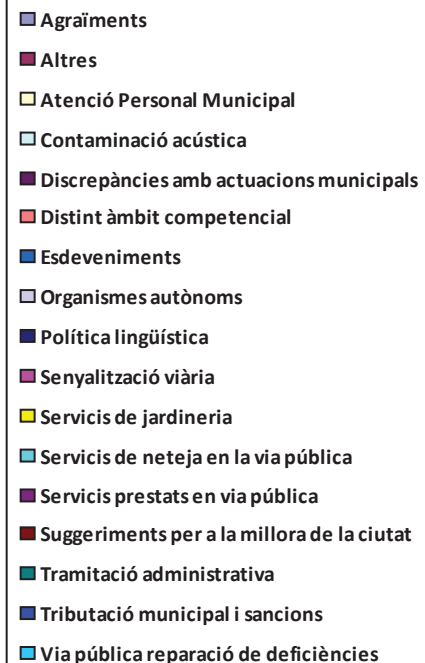 Agraïments
Altres
Atenció Personal Municipal
Contaminació acústica
Discrepàncies amb actuacions municipals
Distint àmbit competencial
Esdeveniments
Organismes autònoms
Política lingüística
Senyalització viària
Servicis de jardineria
Servicis de neteja en la via pública
Servicis prestats en via pública
Suggeriments per a la millora de la ciutat
Tramitació administrativa
Tributació municipal i sancions
Via pública reparació de deficiències